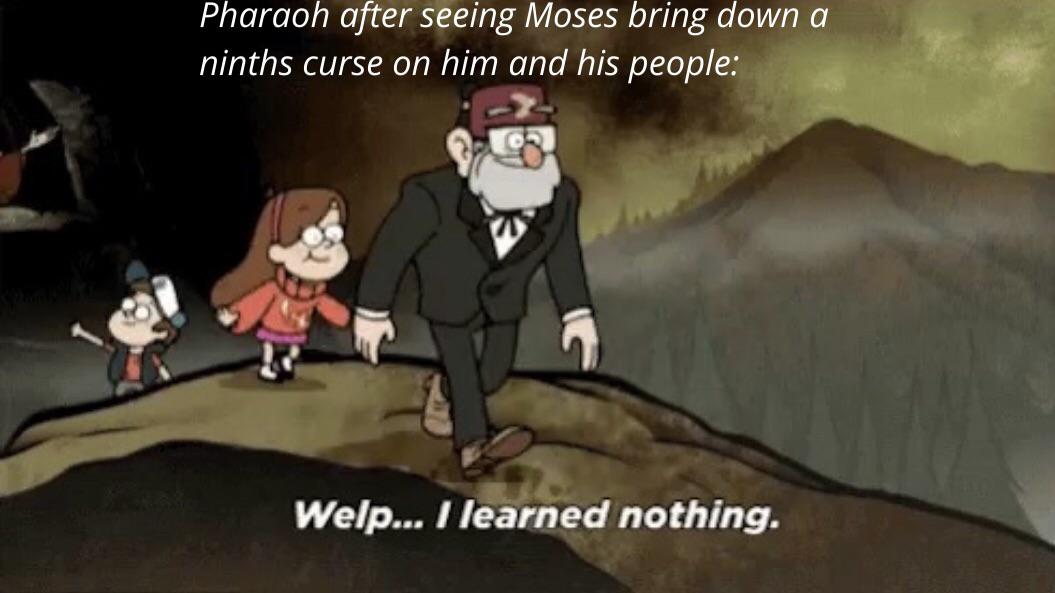 Pharaoh after seeing Moses bring down a
ninths curse on him and his people:
Welp... I learned nothing.